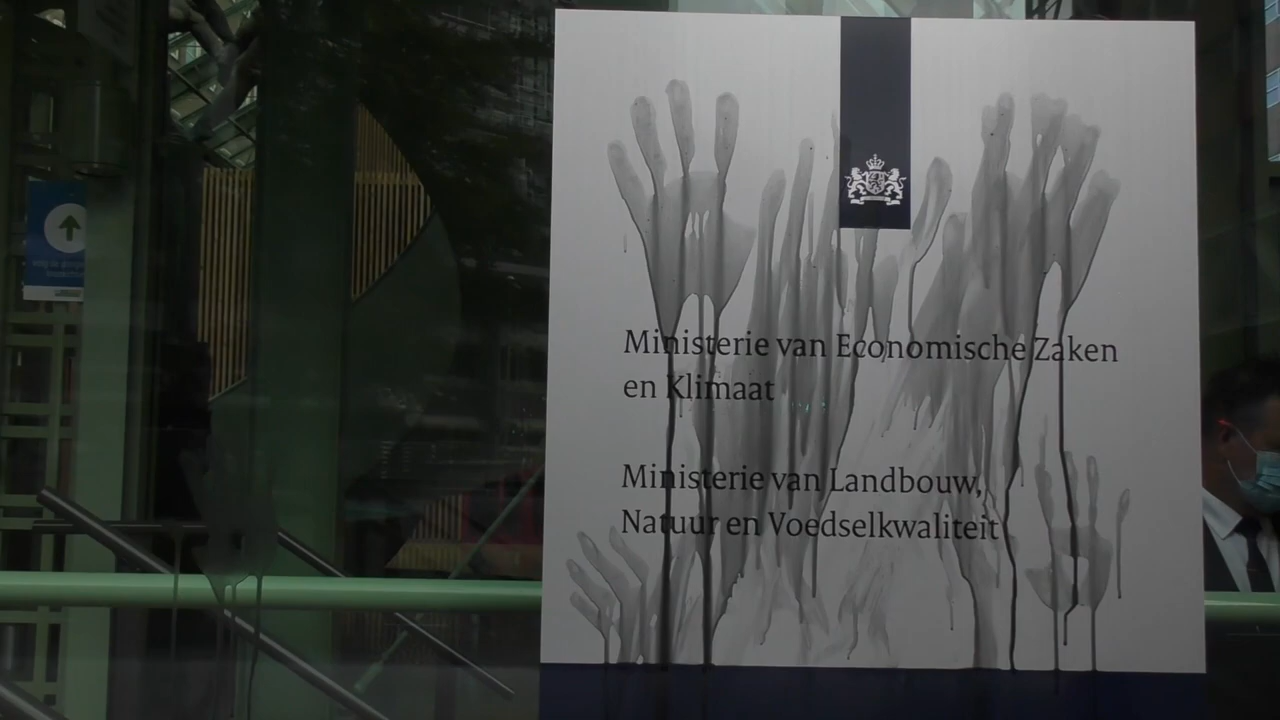 Ministerie van Economische Zaken
en Klimaat
Ministerie van Landbouw,
Natuur en Voedselkwaliteit